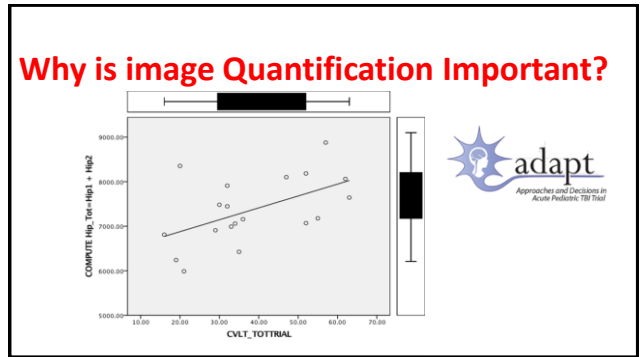 Why is image Quantification Important?
COMPUTE Hip_Tot=Hip1 + Hip2
9000.00
8000.00
7000.00
6000.00
5000.00
10.00 20.00 30.00 40.00 50.00 60.00 70.00
CVLT_TOTTRIAL
adapt
Approaches and Decisions in
Acute Pediatric TBI Trial